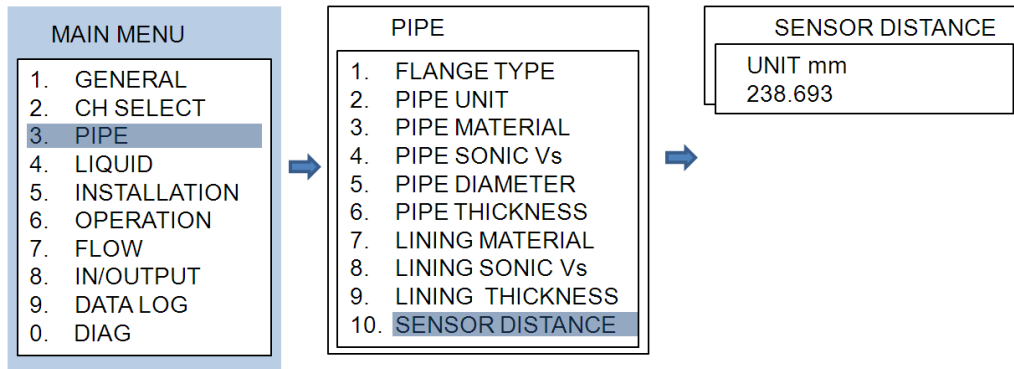 MAIN MENU
1. GENERAL
2. CH SELECT
3. PIPE
4. LIQUID
5. INSTALLATION
6. OPERATION
7. FLOW
8. IN/OUTPUT
9. DATA LOG
0. DIAG
PIPE
1. FLANGE TYPE
2. PIPE UNIT
3. PIPE MATERIAL
4. PIPE SONIC Vs
5. PIPE DIAMETER
6. PIPE THICKNESS
7. LINING MATERIAL
8. LINING SONIC Vs
9. LINING THICKNESS
10. SENSOR DISTANCE
SENSOR DISTANCE
UNIT mm
238.693